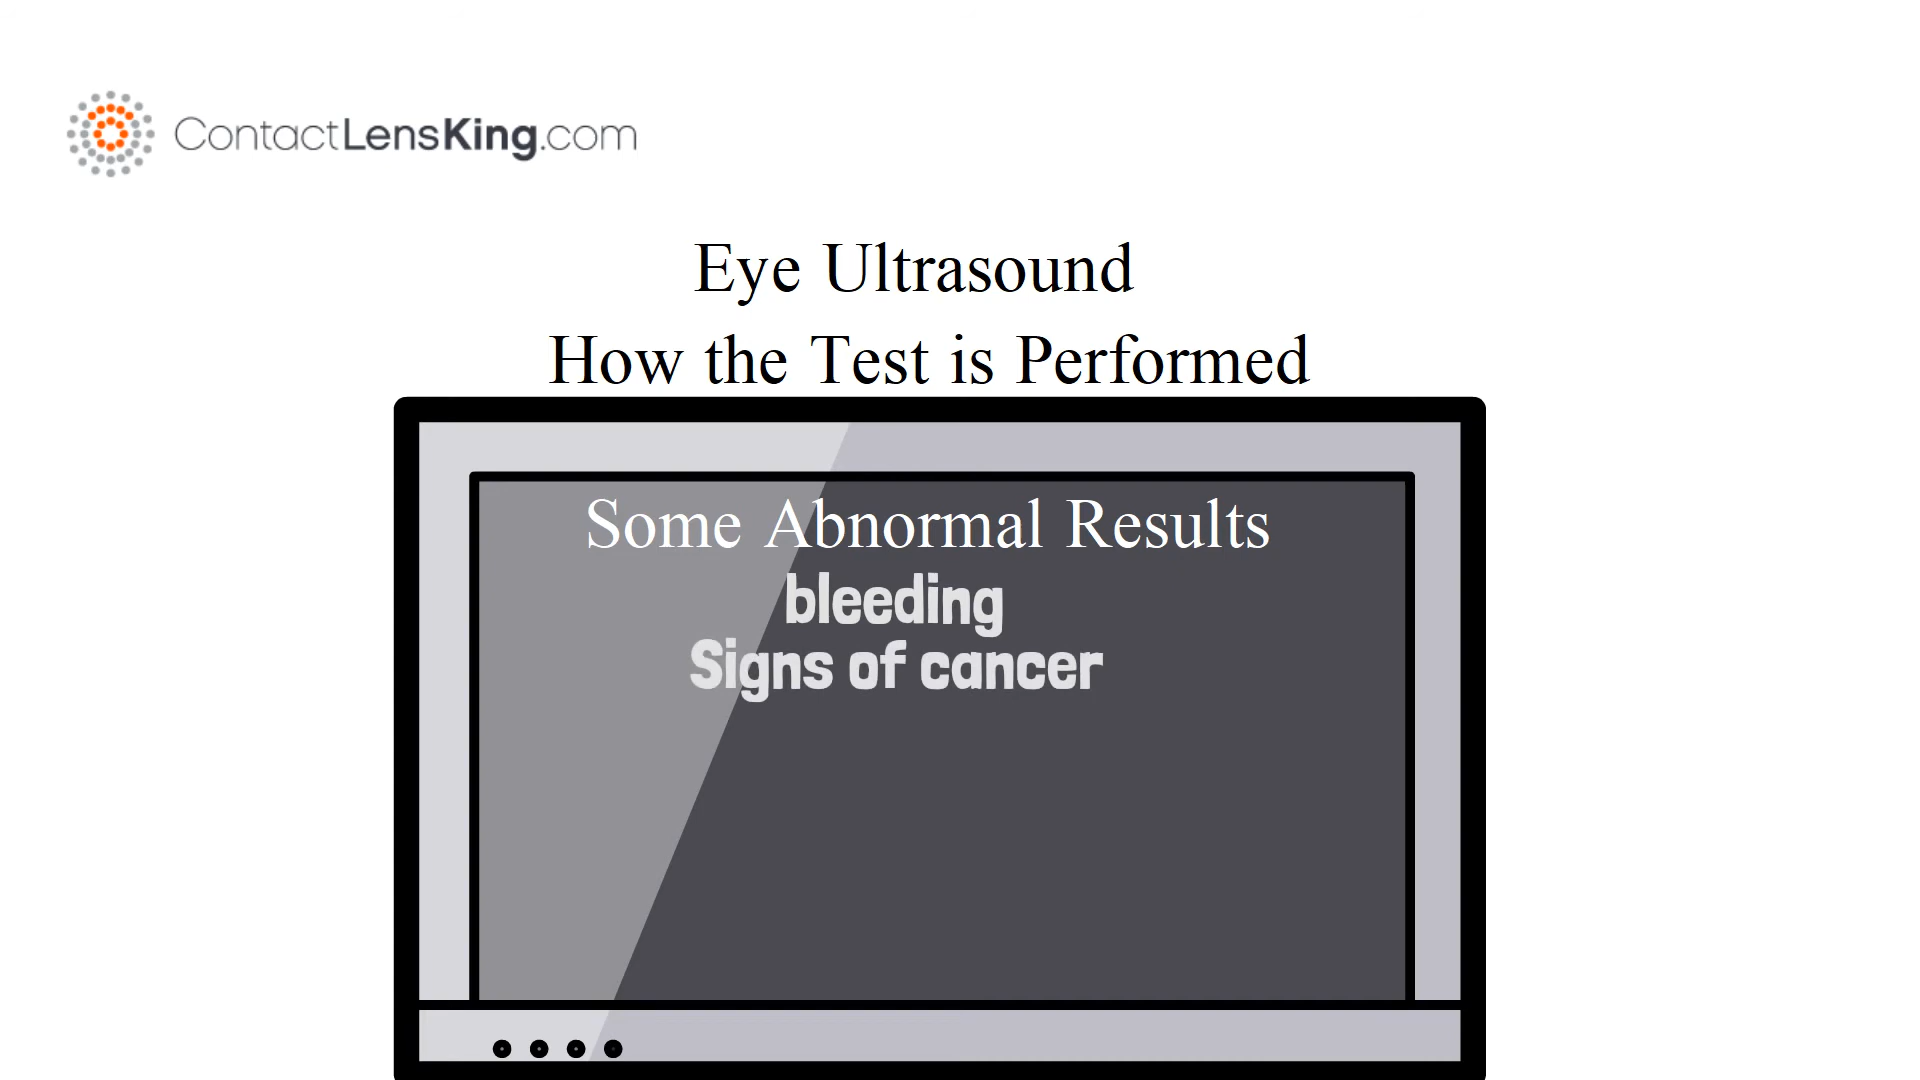 ContactLensKing.com
Eye Ultrasound
How the Test is Performed
Some Abnormal Results
bleeding
Signs of cancer